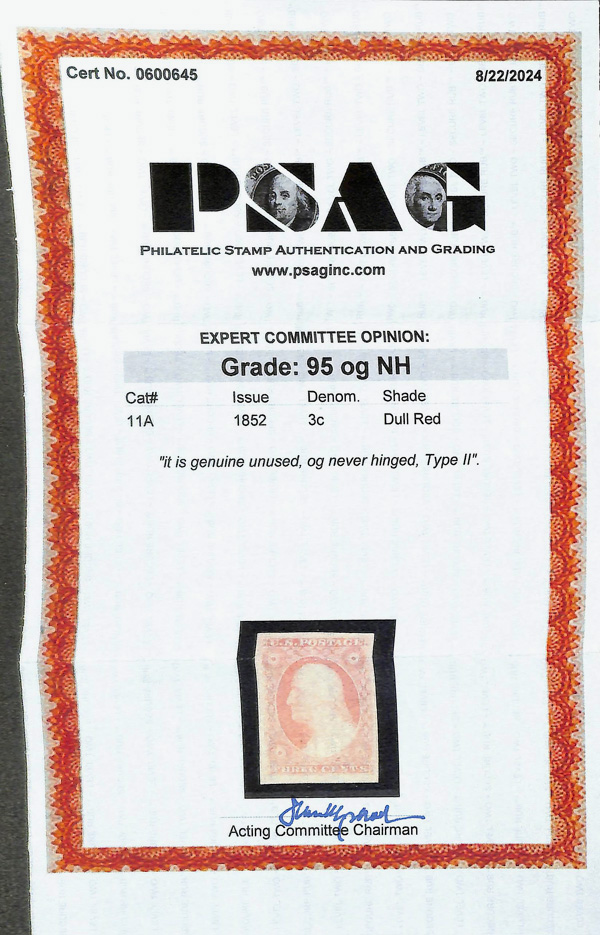 Cert No. 0600645
8/22/2024
PSAG
PHILATELIC STAMP AUTHENTICATION AND GRADING
www.psaginc.com
EXPERT COMMITTEE OPINION:
Grade: 95 og NH
Cat# Issue Denom. Shade
11A 1852 3c Dull Red
"it is genuine unused, og never hinged, Type II".
U.S. POSTAGE
THREE CENTS
Acting Committee Chairman